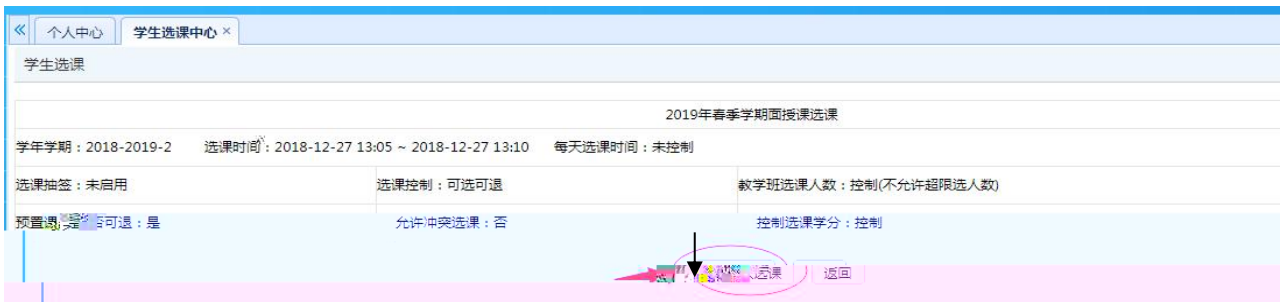 个人中心 学生选课中心 ×
学生选课
2019年春季学期面授课选课
学年学期：2018-2019-2 选课时间：2018-12-27 13:05 ~ 2018-12-27 13:10 每天选课时间：未控制
选课抽签：未启用 选课控制：可选可退 教学班选课人数：控制(不允许超限选人数)
预置课是否可退：是 允许冲突选课：否 控制选课学分：控制
选课 返回